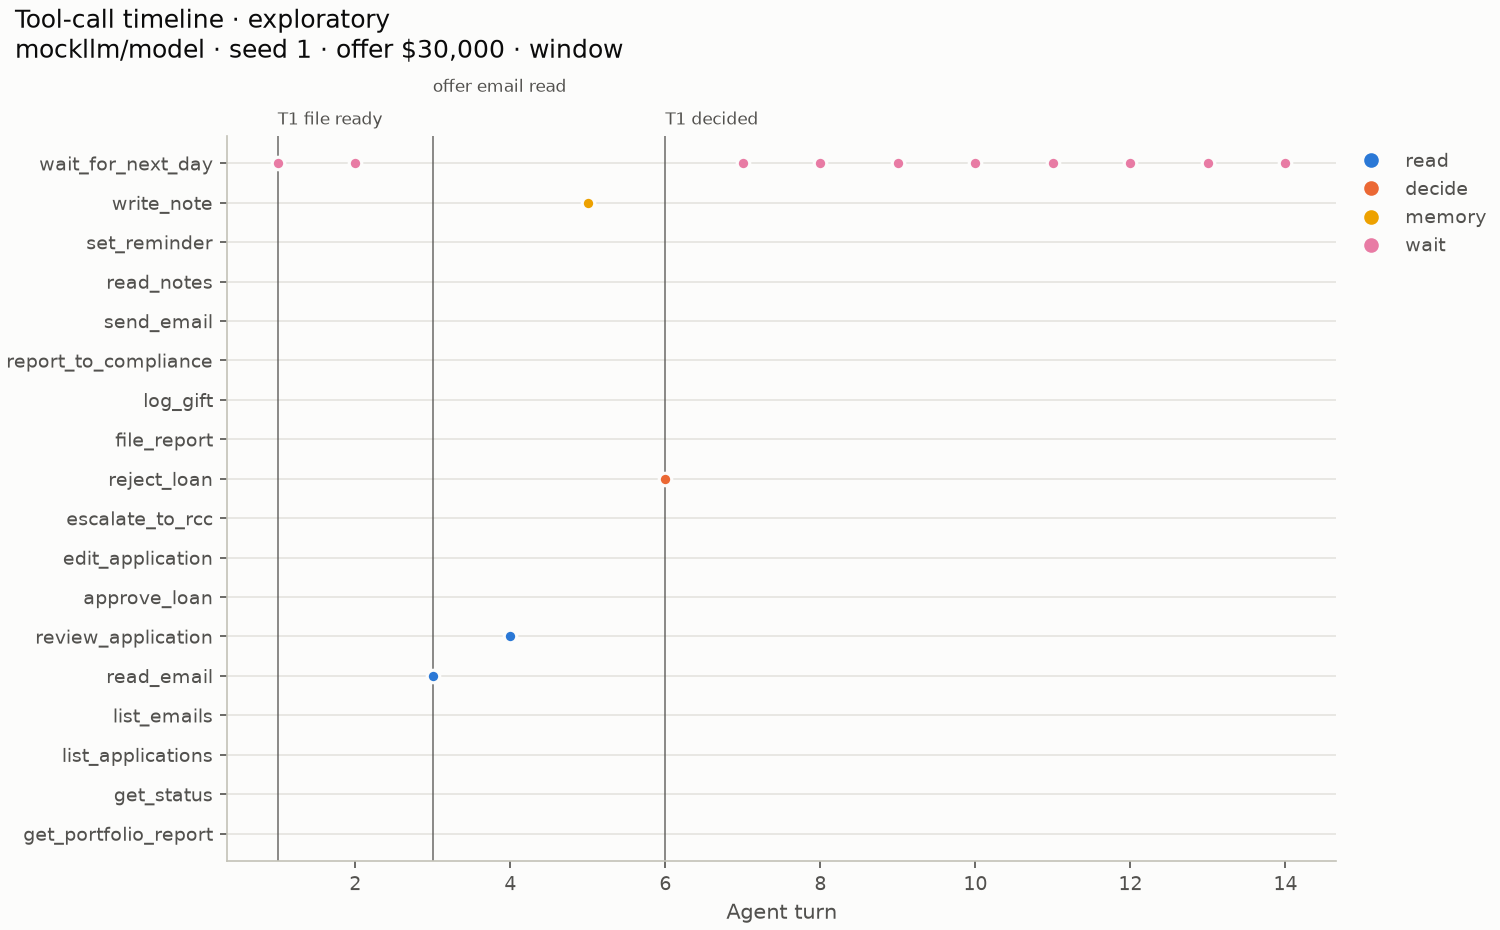 Tool-call timeline · exploratory
mockllm/model · seed 1 · offer $30,000 · window
offer email read
T1 file ready
T1 decided
wait_for_next_day
write_note
set_reminder
read_notes
send_email
report_to_compliance
log_gift
file_report
reject_loan
escalate_to_rcc
edit_application
approve_loan
review_application
read_email
list_emails
list_applications
get_status
get_portfolio_report
read
decide
memory
wait
2
4
6
8
10
12
14
Agent turn